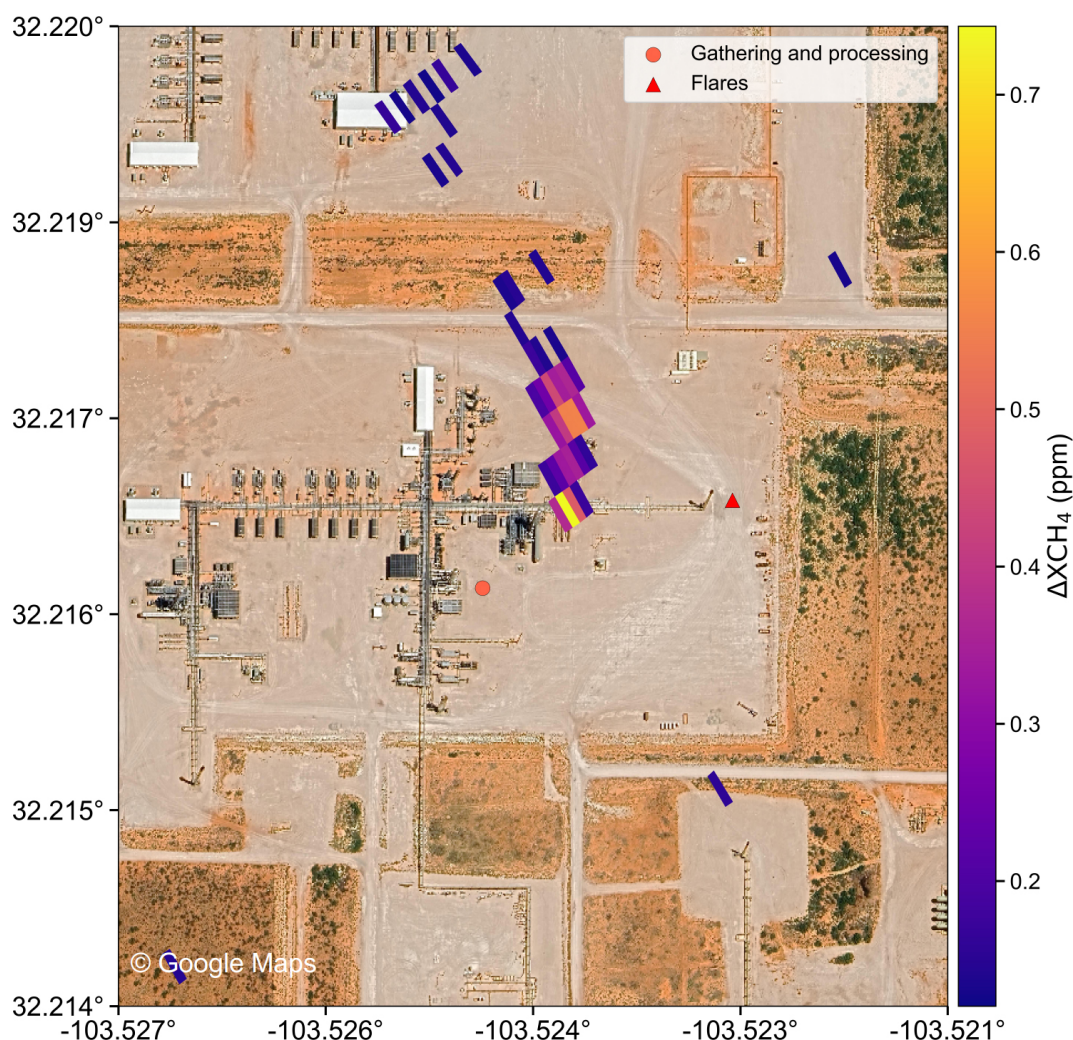 32.220°
Gathering and processing
Flares
0.7
32.219°
0.6
32.217°
0.5
ΔXCH₄ (ppm)
0.4
32.216°
0.3
32.215°
0.2
© Google Maps
32.214°
-103.527° -103.526° -103.524° -103.523° -103.521°